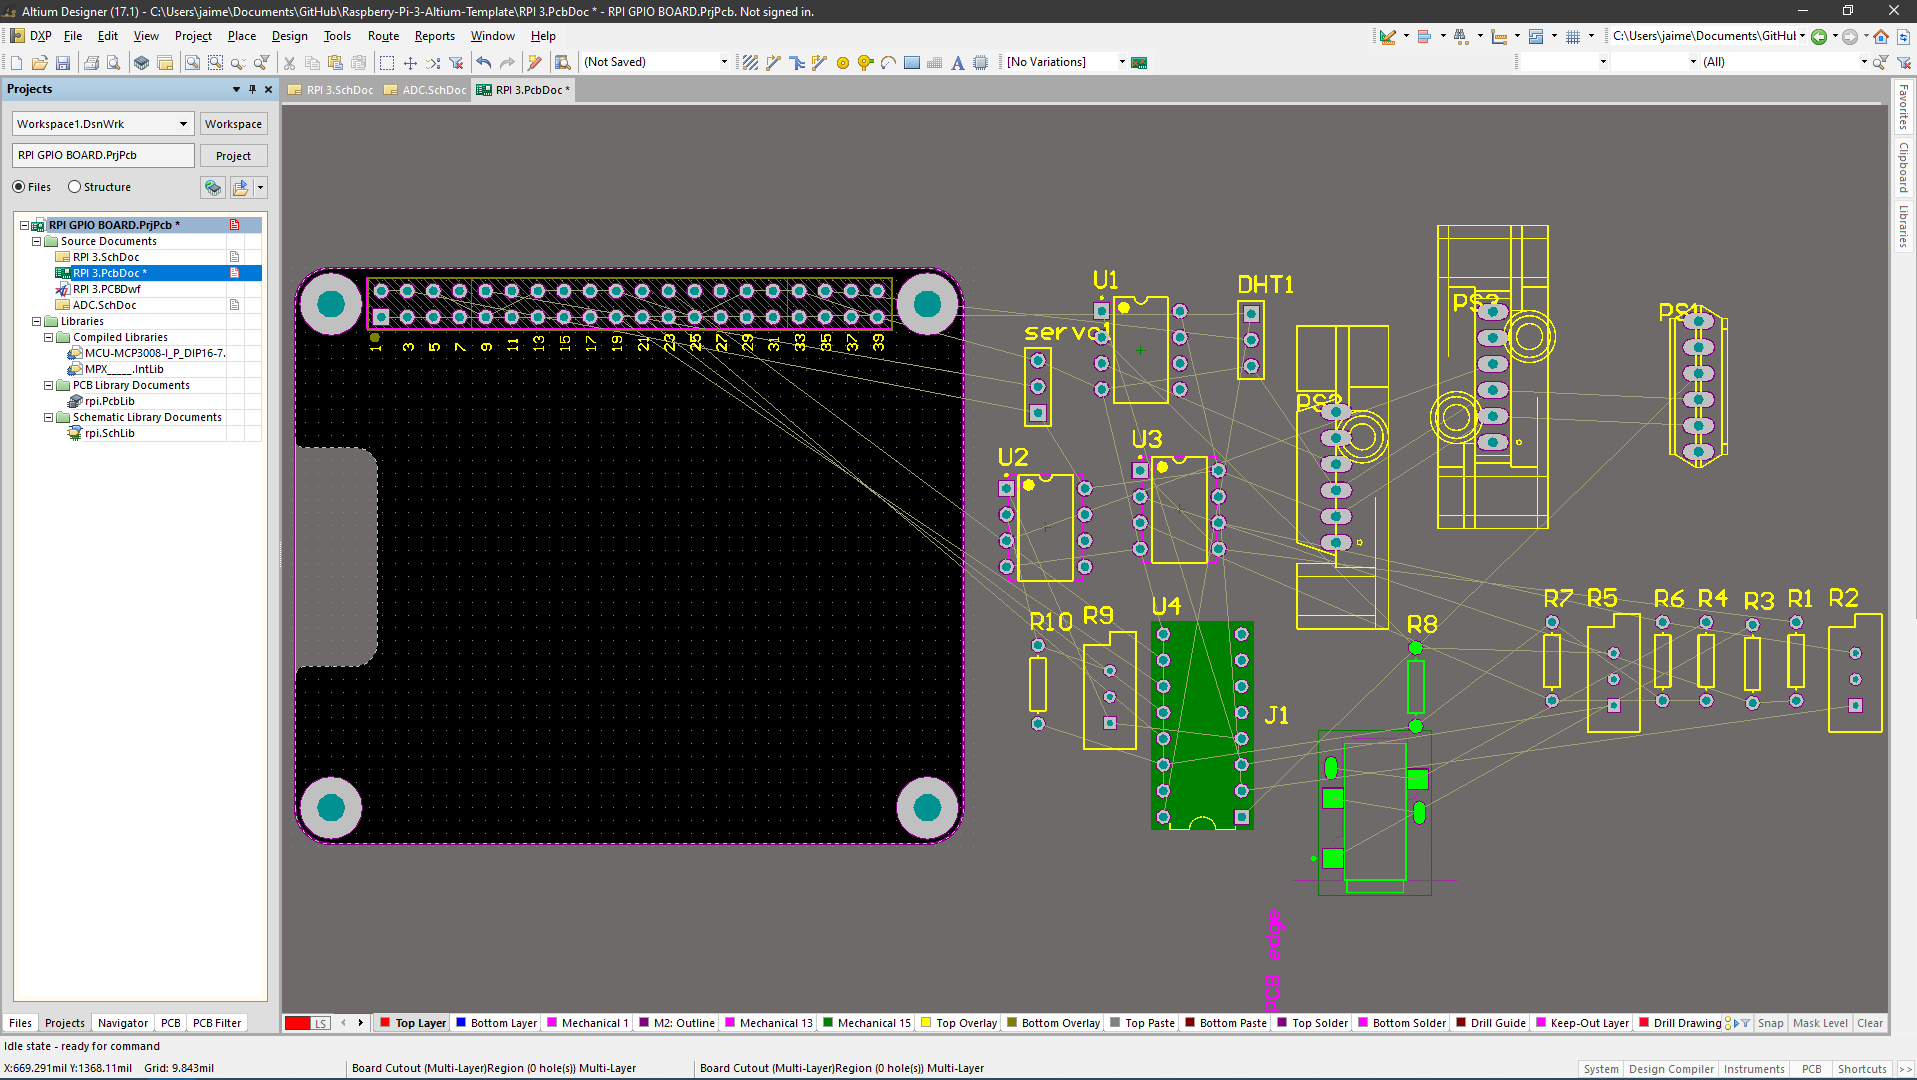 Altium Designer (17.1) - C:\Users\jaime\Documents\GitHub\Raspberry-Pi-3-Altium-Template\RPI 3.PcbDoc * - RPI GPIO BOARD.PrjPcb. Not signed in.
DXP File Edit View Project Place Design Tools Route Reports Window Help
C:\Users\jaime\Documents\GitHul
(Not Saved)
[No Variations]
(All)
Projects
RPI 3.SchDoc ADC.SchDoc RPI 3.PcbDoc *
Workspace1.DsnWrk Workspace
RPI GPIO BOARD.PrjPcb Project
Files Structure
RPI GPIO BOARD.PrjPcb *
Source Documents
RPI 3.SchDoc
RPI 3.PcbDoc *
RPI 3.PCBDwf
ADC.SchDoc
Libraries
Compiled Libraries
MCU-MCP3008-I_P_DIP16-7.
MPX_____.IntLib
PCB Library Documents
rpi.PcbLib
Schematic Library Documents
rpi.SchLib
Favorites
Clipboard
Libraries
1 3 5 7 9 11 13 15 17 19 21 23 25 27 29 31 33 35 37 39
U1 DHT1
servo1
PS1
U3
U2
U4
R10 R9
R8
R7 R5 R6 R4 R3 R1 R2
J1
PCB edge
Files Projects Navigator PCB PCB Filter
LS Top Layer Bottom Layer Mechanical 1 M2: Outline Mechanical 13 Mechanical 15 Top Overlay Bottom Overlay Top Paste Bottom Paste Top Solder Bottom Solder Drill Guide Keep-Out Layer Drill Drawing Snap Mask Level Clear
Idle state - ready for command
X:669.291mil Y:1368.11mil Grid: 9.843mil Board Cutout (Multi-Layer)Region (0 hole(s)) Multi-Layer Board Cutout (Multi-Layer)Region (0 hole(s)) Multi-Layer
System Design Compiler Instruments PCB Shortcuts >>